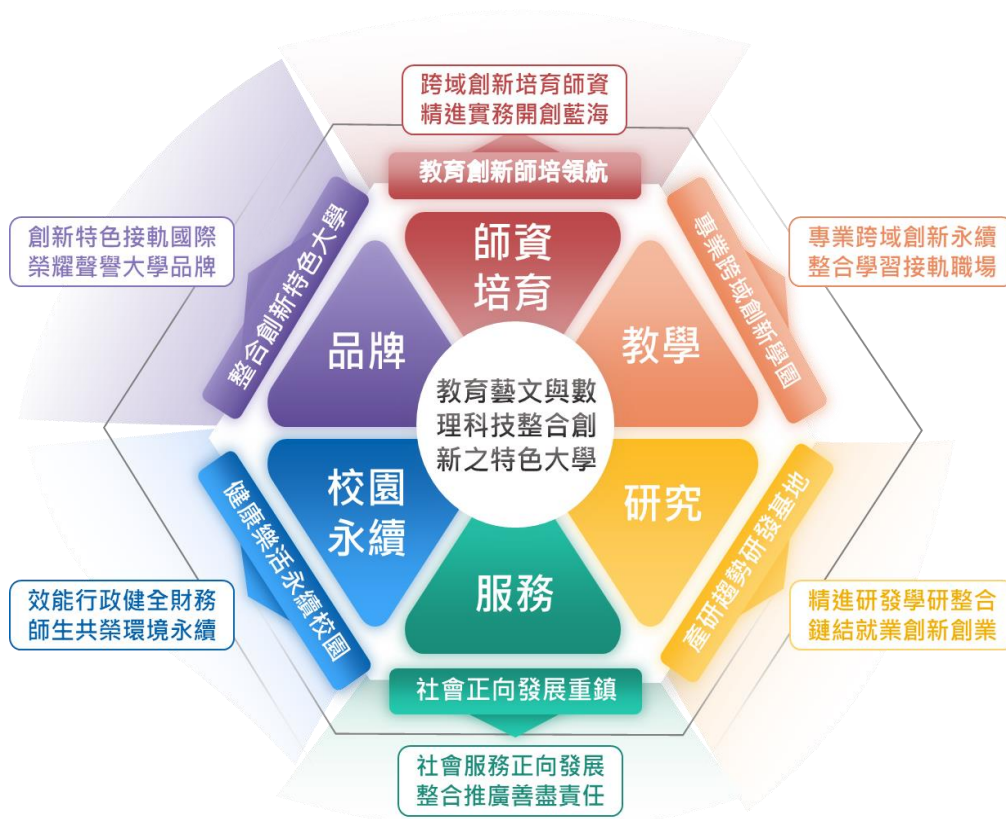 跨域創新培育師資
精進實務開創藍海
教育創新師培領航
師資
培育
專業跨域創新永續
整合學習接軌職場
專業跨域創新學園
教學
精進研發學研整合
鏈結就業創新創業
產研趨勢研發基地
研究
服務
社會正向發展重鎮
社會服務正向發展
整合推廣善盡責任
校園
永續
健康樂活永續校園
效能行政健全財務
師生共榮環境永續
品牌
整合創新特色大學
創新特色接軌國際
榮耀聲譽大學品牌
教育藝文與數
理科技整合創
新之特色大學